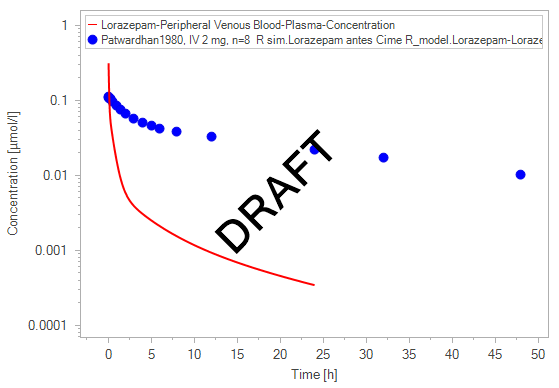 Lorazepam-Peripheral Venous Blood-Plasma-Concentration
Patwardhan1980, IV 2 mg, n=8 R sim.Lorazepam antes Cime R_model.Lorazepam-Loraze
1
0.1
0.01
0.001
0.0001
Concentration [µmol/l]
DRAFT
0 5 10 15 20 25 30 35 40 45 50
Time [h]